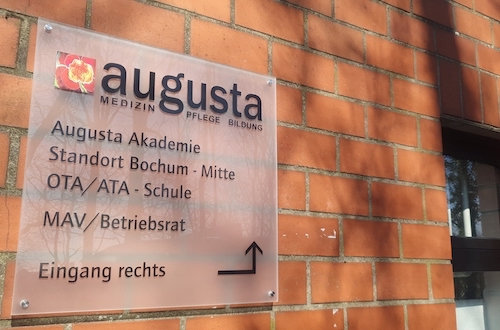 augusta
MEDIZIN PFLEGE BILDUNG
Augusta Akademie
Standort Bochum - Mitte
OTA/ATA - Schule
MAV/Betriebsrat
Eingang rechts